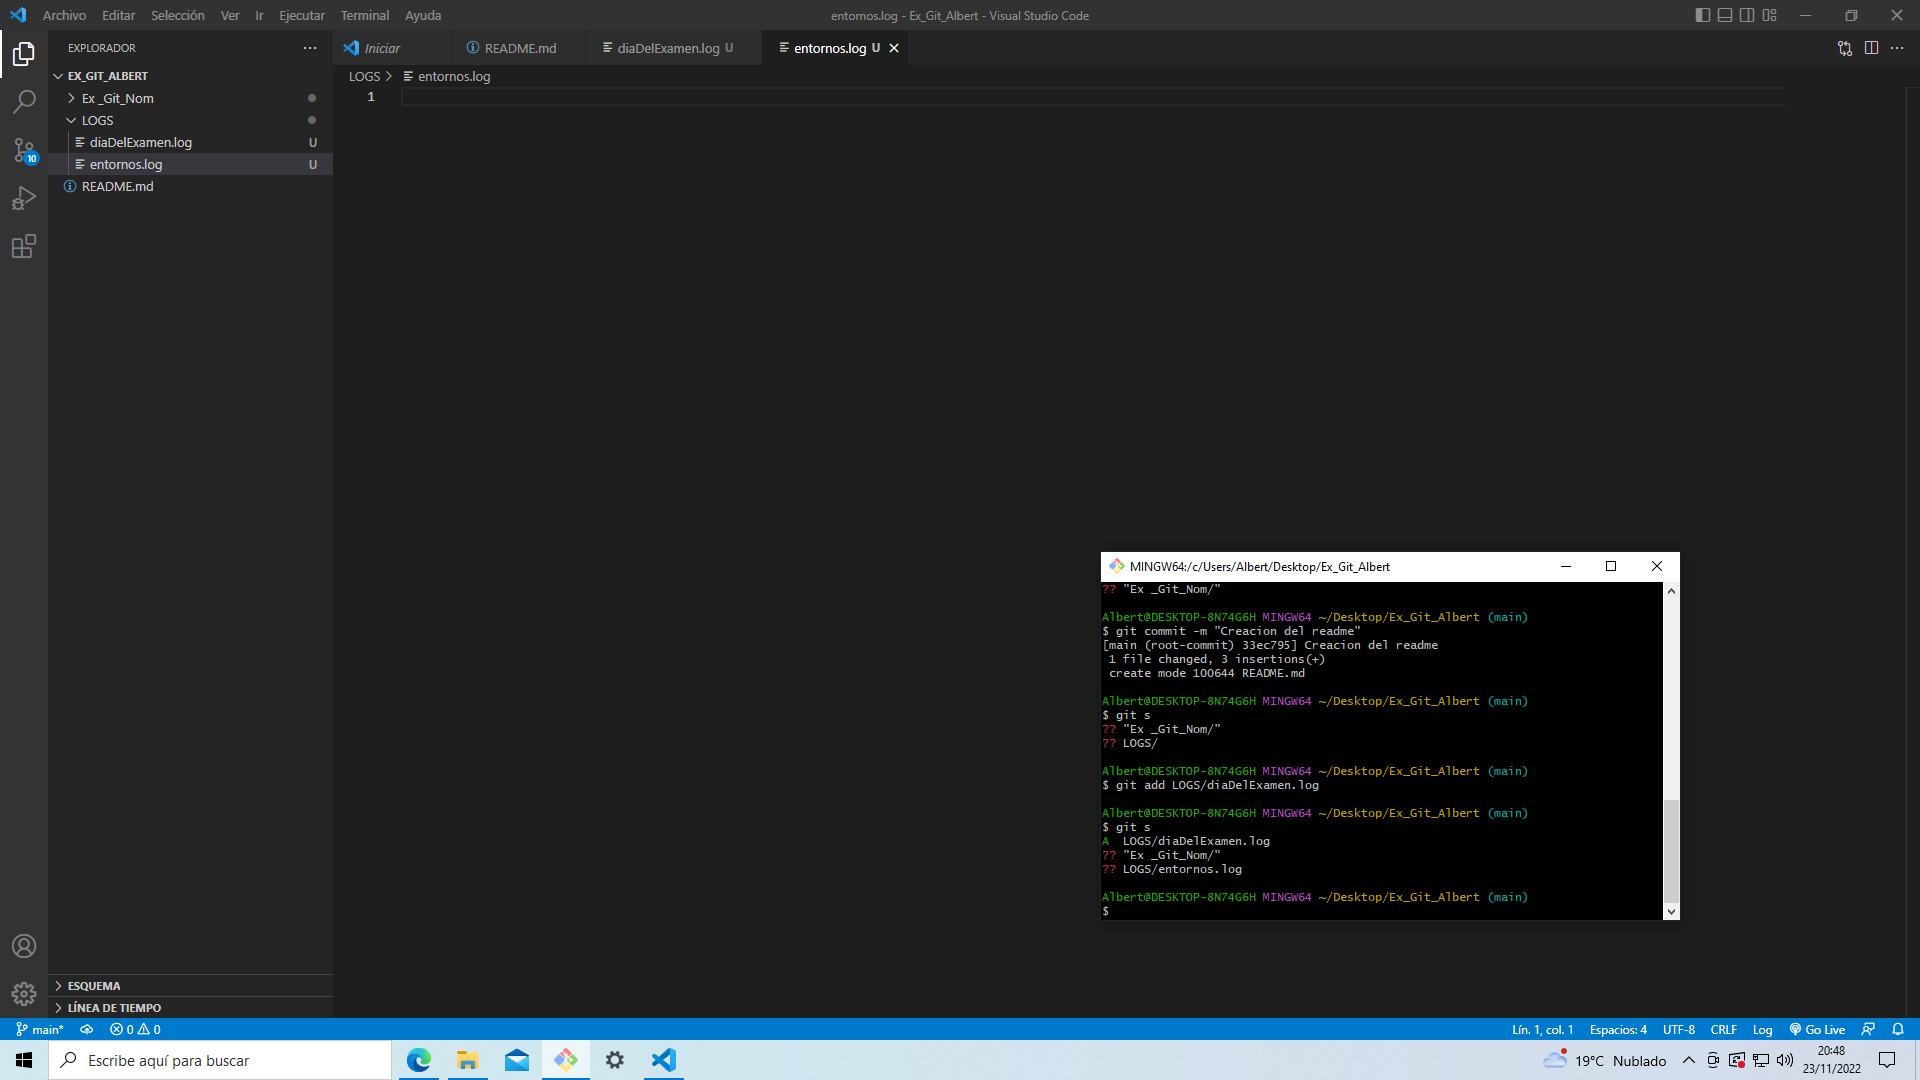 Archivo Editar Selección Ver Ir Ejecutar Terminal Ayuda
entornos.log - Ex_Git_Albert - Visual Studio Code
EXPLORADOR
Iniciar
README.md
diaDelExamen.log U
entornos.log U
EX_GIT_ALBERT
LOGS > entornos.log
Ex _Git_Nom
1
LOGS
diaDelExamen.log U
10
entornos.log U
README.md
MINGW64:/c/Users/Albert/Desktop/Ex_Git_Albert
?? "Ex _Git_Nom/"
Albert@DESKTOP-8N74G6H MINGW64 ~/Desktop/Ex_Git_Albert (main)
$ git commit -m "Creacion del readme"
[main (root-commit) 33ec795] Creacion del readme
1 file changed, 3 insertions(+)
create mode 100644 README.md
Albert@DESKTOP-8N74G6H MINGW64 ~/Desktop/Ex_Git_Albert (main)
$ git s
?? "Ex _Git_Nom/"
?? LOGS/
Albert@DESKTOP-8N74G6H MINGW64 ~/Desktop/Ex_Git_Albert (main)
$ git add LOGS/diaDelExamen.log
Albert@DESKTOP-8N74G6H MINGW64 ~/Desktop/Ex_Git_Albert (main)
$ git s
A  LOGS/diaDelExamen.log
?? "Ex _Git_Nom/"
?? LOGS/entornos.log
Albert@DESKTOP-8N74G6H MINGW64 ~/Desktop/Ex_Git_Albert (main)
$
ESQUEMA
LÍNEA DE TIEMPO
main* 0 0
Lín. 1, col. 1 Espacios: 4 UTF-8 CRLF Log Go Live
Escribe aquí para buscar
19°C Nublado
20:48
23/11/2022